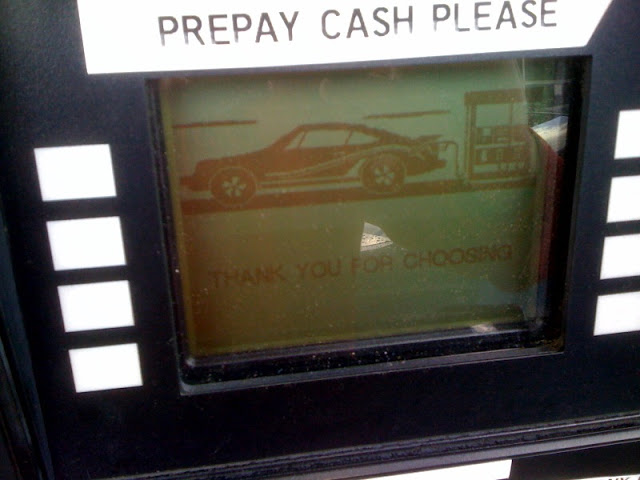 PREPAY CASH PLEASE
THANK YOU FOR CHOOSING